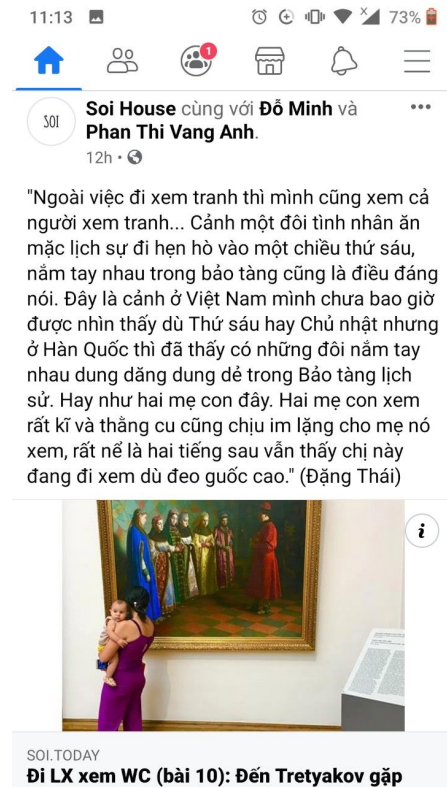 11:13
73%
1
SOI
Soi House cùng với Đỗ Minh và
Phan Thi Vang Anh.
12h
"Ngoài việc đi xem tranh thì mình cũng xem cả
người xem tranh... Cảnh một đôi tình nhân ăn
mặc lịch sự đi hẹn hò vào một chiều thứ sáu,
nắm tay nhau trong bảo tàng cũng là điều đáng
nói. Đây là cảnh ở Việt Nam mình chưa bao giờ
được nhìn thấy dù Thứ sáu hay Chủ nhật nhưng
ở Hàn Quốc thì đã thấy có những đôi nắm tay
nhau dung dăng dung dẻ trong Bảo tàng lịch
sử. Hay như hai mẹ con đây. Hai mẹ con xem
rất kĩ và thằng cu cũng chịu im lặng cho mẹ nó
xem, rất nể là hai tiếng sau vẫn thấy chị này
đang đi xem dù đeo guốc cao." (Đặng Thái)
SOI.TODAY
Đi LX xem WC (bài 10): Đến Tretyakov gặp